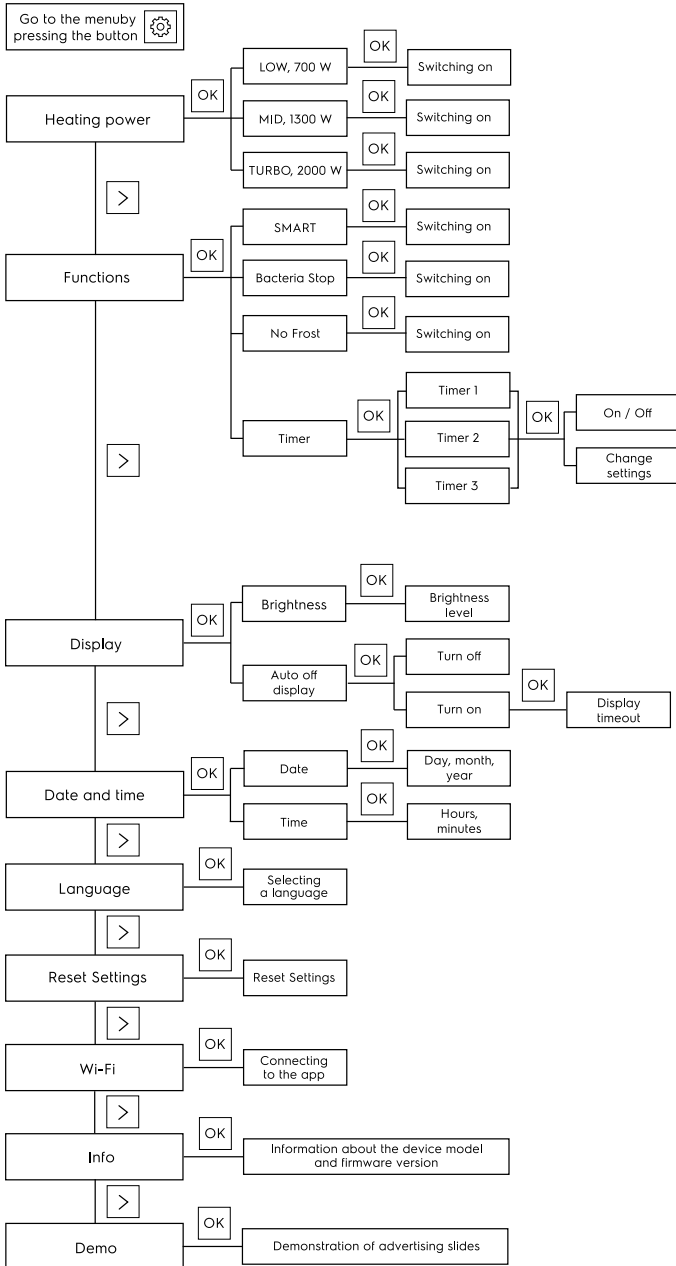 Go to the menuby
pressing the button
OK
LOW, 700 W
Switching on
OK
Heating power
OK
MID, 1300 W
Switching on
OK
TURBO, 2000 W
Switching on
>
OK
SMART
Switching on
OK
Functions
OK
Bacteria Stop
Switching on
OK
No Frost
Switching on
Timer 1
OK
Timer
OK
Timer 2
On / Off
Timer 3
Change
settings
>
OK
Brightness
Brightness
level
OK
Display
OK
Auto off
display
Turn off
OK
Turn on
Display
timeout
>
OK
Date
Day, month,
year
OK
Date and time
OK
Time
Hours,
minutes
>
OK
Language
Selecting
a language
>
OK
Reset Settings
Reset Settings
>
OK
Wi-Fi
Connecting
to the app
>
OK
Info
Information about the device model
and firmware version
>
OK
Demo
Demonstration of advertising slides